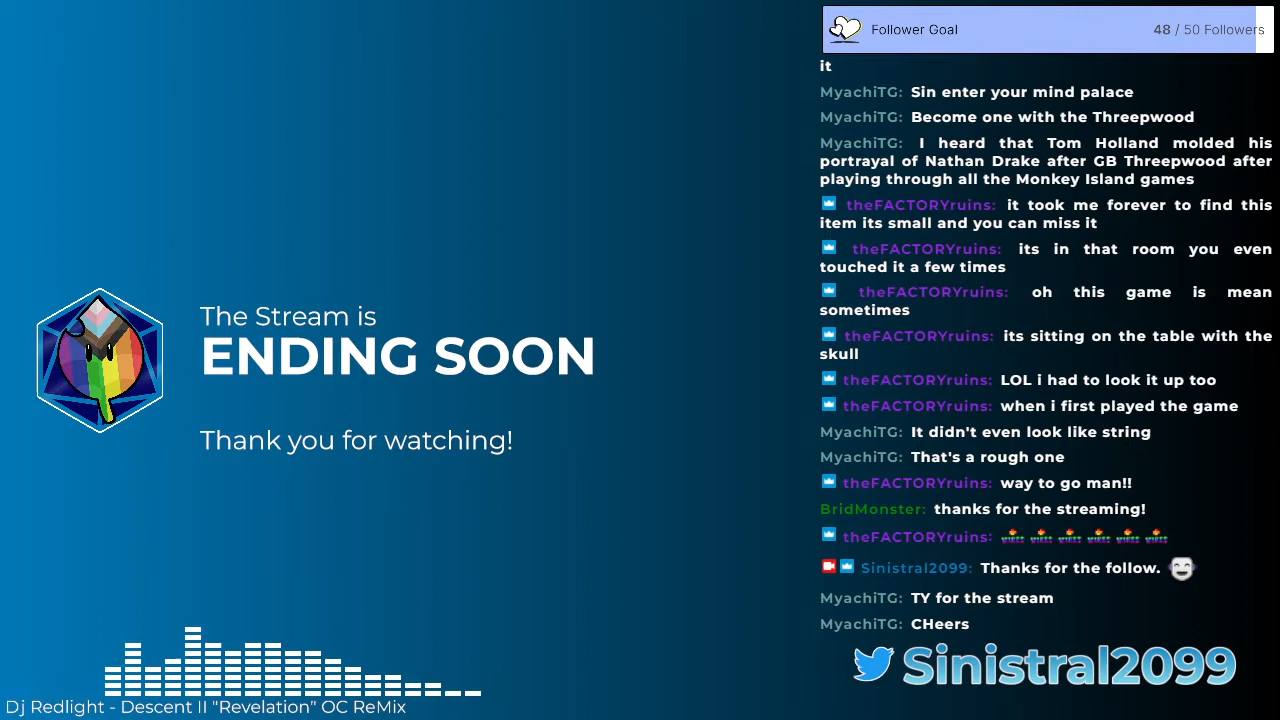 Follower Goal
48 / 50 Followers
it
MyachiTG: Sin enter your mind palace
MyachiTG: Become one with the Threepwood
MyachiTG: I heard that Tom Holland molded his
portrayal of Nathan Drake after GB Threepwood after
playing through all the Monkey Island games
theFACTORYruins: it took me forever to find this
item its small and you can miss it
theFACTORYruins: its in that room you even
touched it a few times
theFACTORYruins: oh this game is mean
sometimes
theFACTORYruins: its sitting on the table with the
skull
theFACTORYruins: LOL i had to look it up too
theFACTORYruins: when i first played the game
MyachiTG: It didn't even look like string
MyachiTG: That's a rough one
theFACTORYruins: way to go man!!
BridMonster: thanks for the streaming!
theFACTORYruins:
Sinistral2099: Thanks for the follow.
MyachiTG: TY for the stream
MyachiTG: CHeers
Sinistral2099
The Stream is
ENDING SOON
Thank you for watching!
Dj Redlight - Descent II "Revelation" OC ReMix